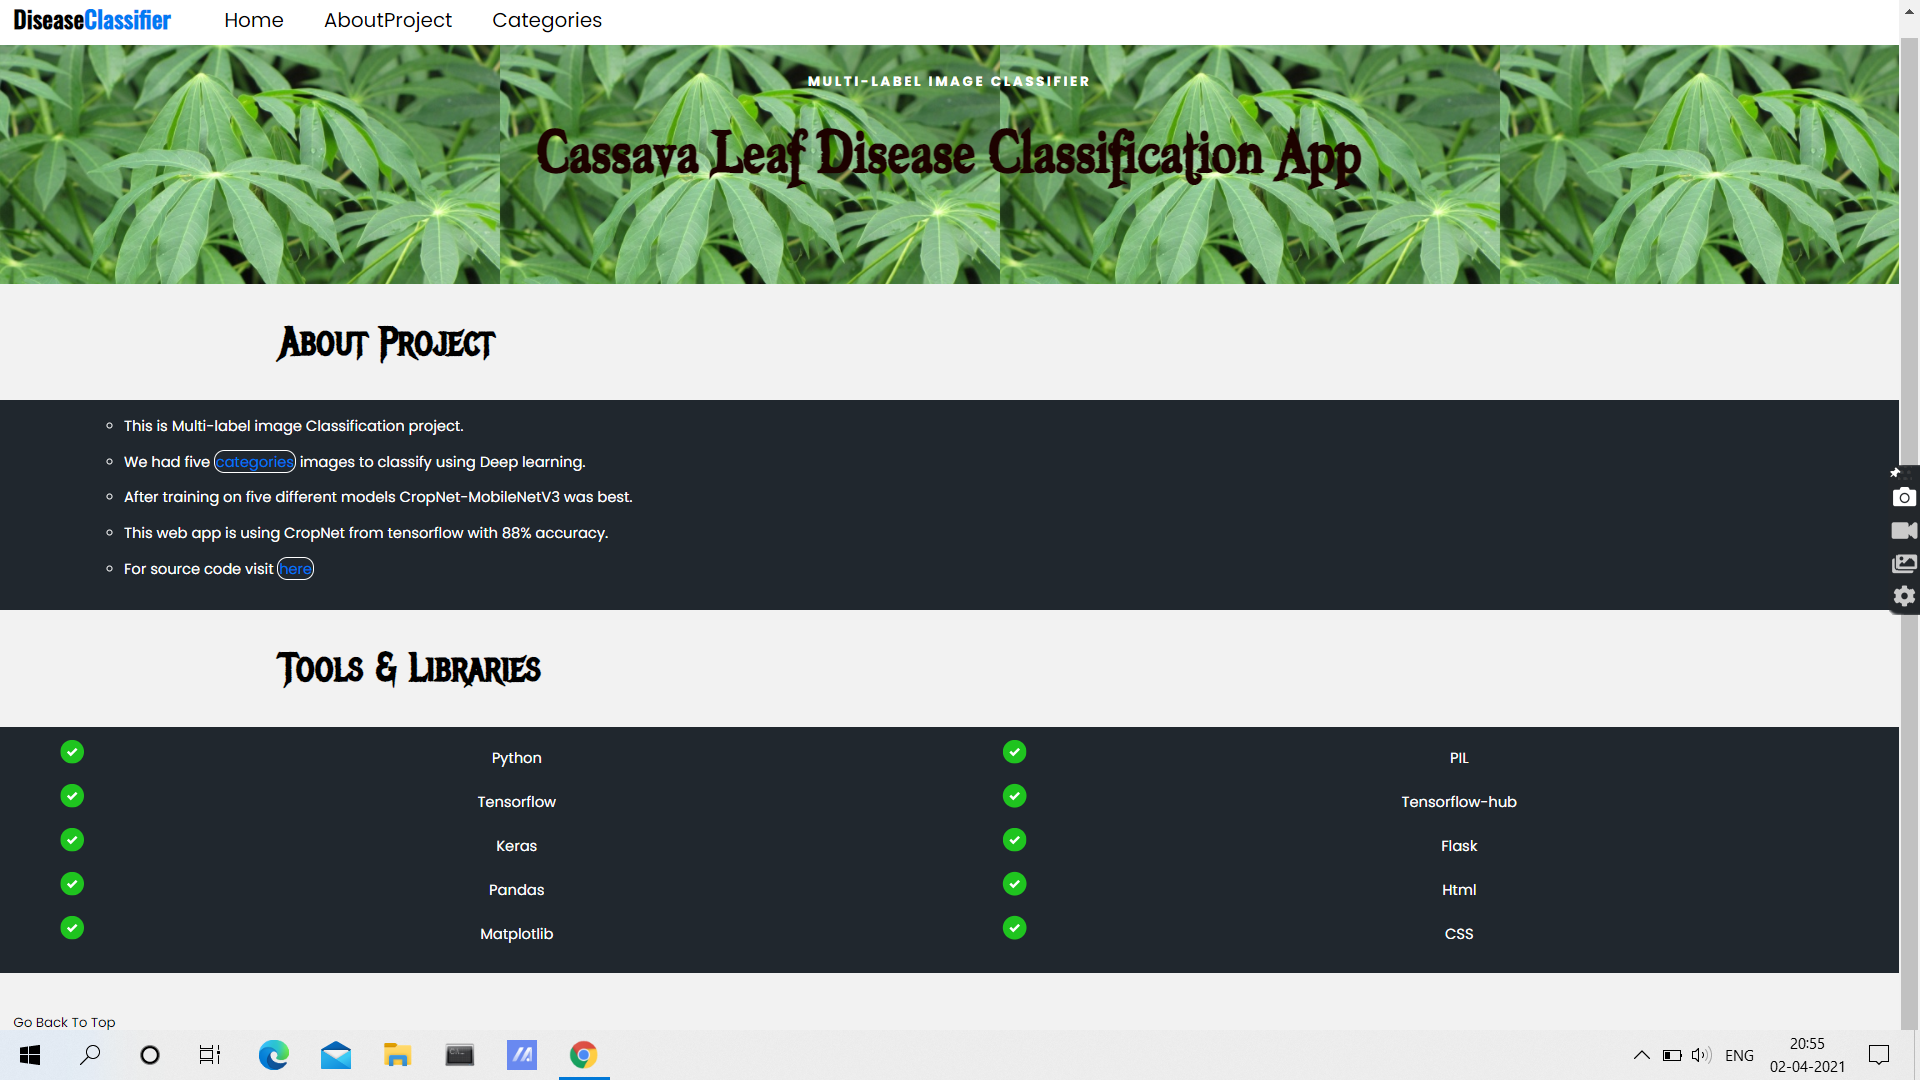 DiseaseClassifier Home AboutProject Categories
MULTI-LABEL IMAGE CLASSIFIER
Cassava Leaf Disease Classification App
About Project
This is Multi-label image Classification project.
We had five categories images to classify using Deep learning.
After training on five different models CropNet-MobileNetV3 was best.
This web app is using CropNet from tensorflow with 88% accuracy.
For source code visit here
Tools & Libraries
Python PIL
Tensorflow Tensorflow-hub
Keras Flask
Pandas Html
Matplotlib CSS
Go Back To Top
ENG
20:55
02-04-2021